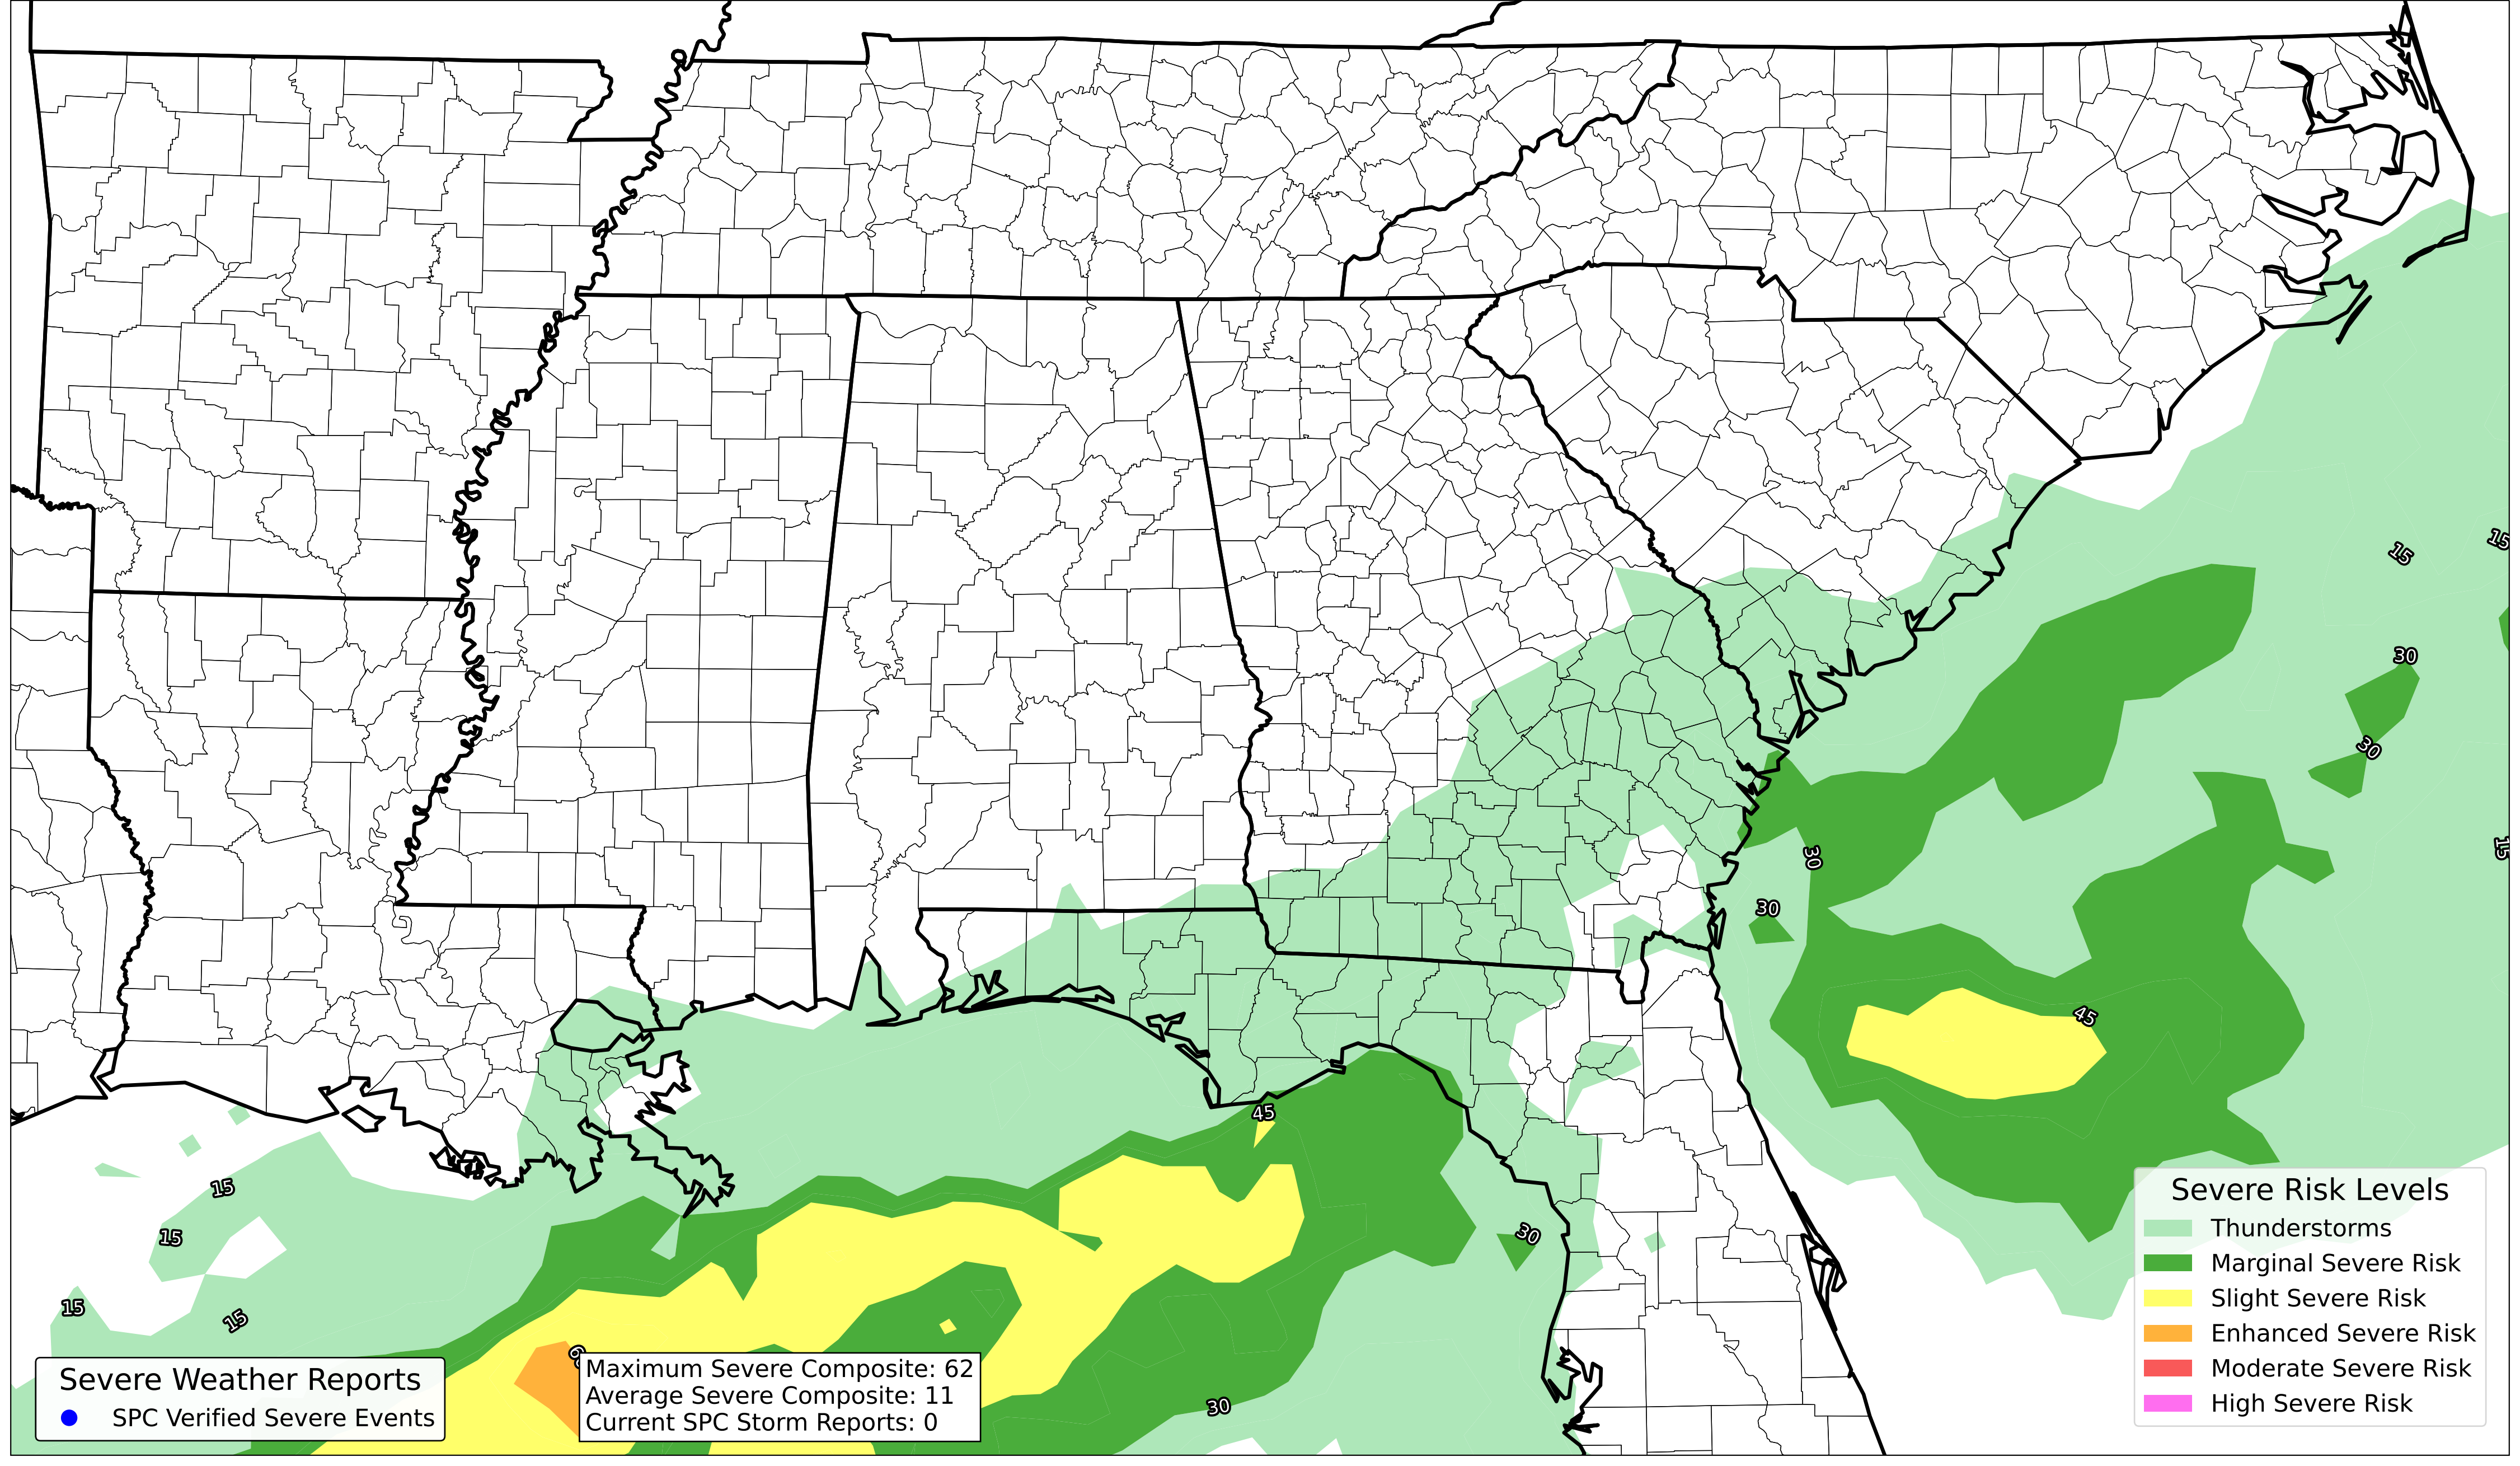 15
15
30
30
15
30
30
45
45
15
15
30
15
15
30
Severe Risk Levels
Thunderstorms
Marginal Severe Risk
Slight Severe Risk
Enhanced Severe Risk
Moderate Severe Risk
High Severe Risk
Severe Weather Reports
SPC Verified Severe Events
Maximum Severe Composite: 62
Average Severe Composite: 11
Current SPC Storm Reports: 0